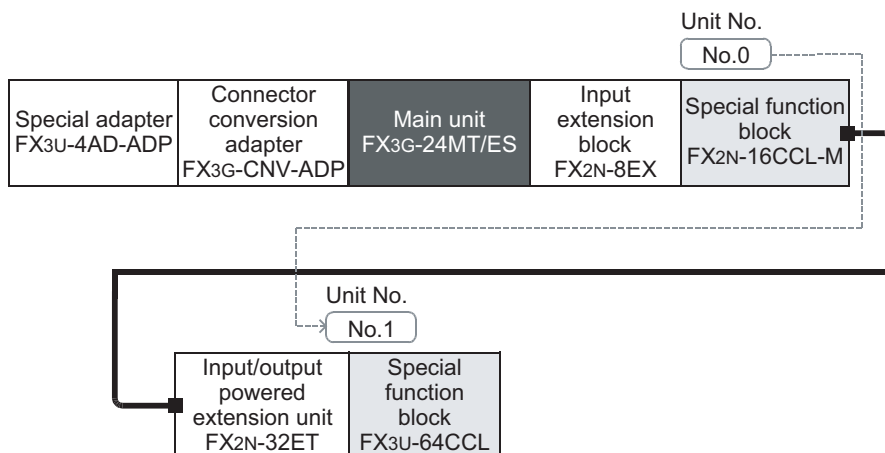 Unit No.
No.0
Special adapter
FX3U-4AD-ADP
Connector
conversion
adapter
FX3G-CNV-ADP
Main unit
FX3G-24MT/ES
Input
extension
block
FX2N-8EX
Special function
block
FX2N-16CCL-M
Unit No.
No.1
Input/output
powered
extension unit
FX2N-32ET
Special
function
block
FX3U-64CCL